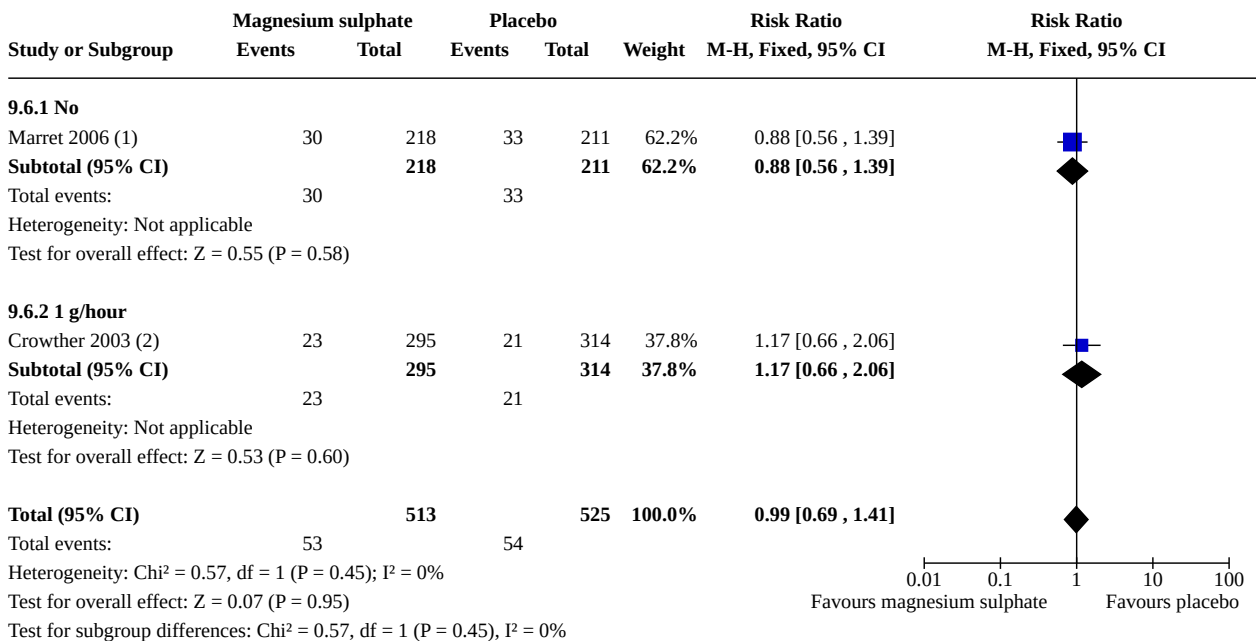 Magnesium sulphate Placebo Risk Ratio Risk Ratio
Study or Subgroup Events Total Events Total Weight M-H, Fixed, 95% CI M-H, Fixed, 95% CI
9.6.1 No
Marret 2006 (1) 30 218 33 211 62.2% 0.88 [0.56 , 1.39]
Subtotal (95% CI) 218 211 62.2% 0.88 [0.56 , 1.39]
Total events: 30 33
Heterogeneity: Not applicable
Test for overall effect: Z = 0.55 (P = 0.58)
9.6.2 1 g/hour
Crowther 2003 (2) 23 295 21 314 37.8% 1.17 [0.66 , 2.06]
Subtotal (95% CI) 295 314 37.8% 1.17 [0.66 , 2.06]
Total events: 23 21
Heterogeneity: Not applicable
Test for overall effect: Z = 0.53 (P = 0.60)
Total (95% CI) 513 525 100.0% 0.99 [0.69 , 1.41]
Total events: 53 54
Heterogeneity: Chi² = 0.57, df = 1 (P = 0.45); I² = 0%
0.01 0.1 1 10 100
Test for overall effect: Z = 0.07 (P = 0.95) Favours magnesium sulphate Favours placebo
Test for subgroup differences: Chi² = 0.57, df = 1 (P = 0.45), I² = 0%